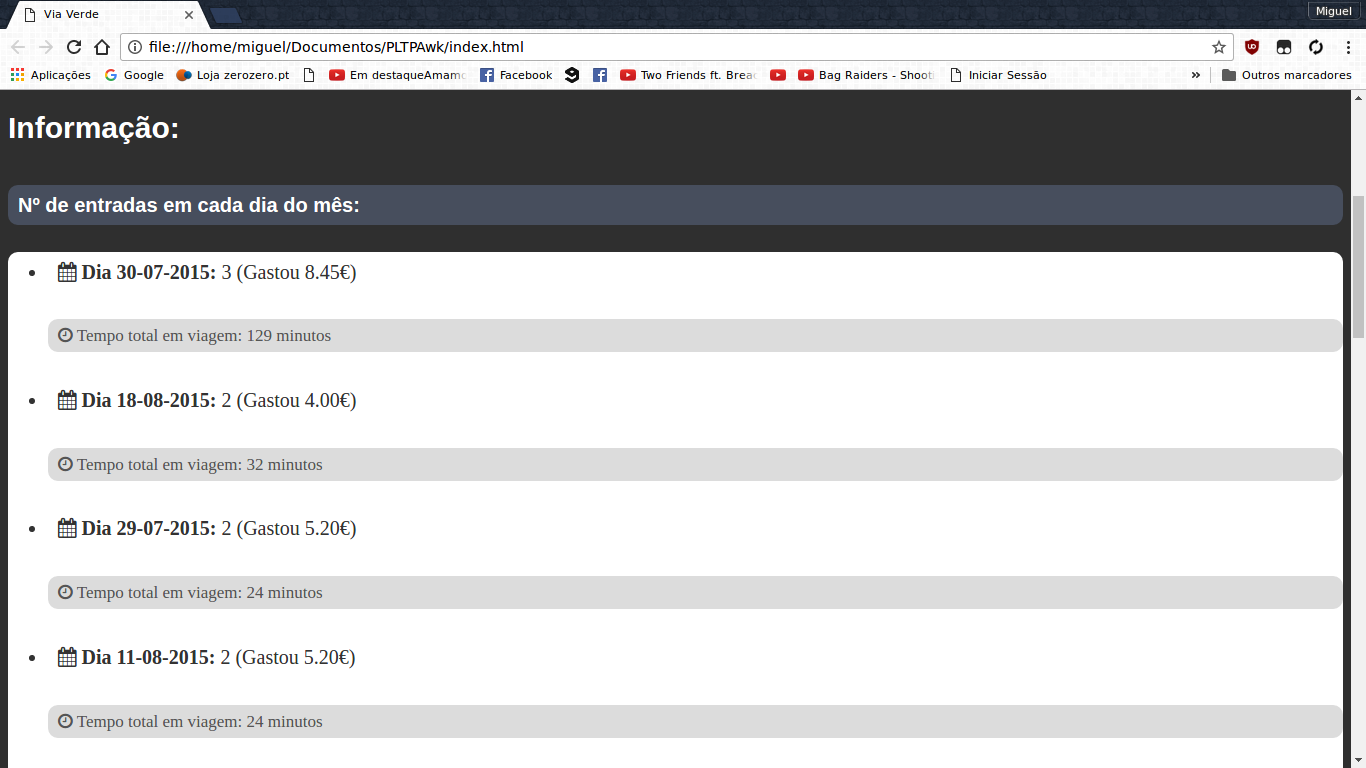 Via Verde
Miguel
file:///home/miguel/Documentos/PLTPAwk/index.html
Aplicações Google Loja zerozero.pt Em destaqueAmamo Facebook Two Friends ft. Brea Bag Raiders - Shooti Iniciar Sessão » Outros marcadores
Informação:
Nº de entradas em cada dia do mês:
• Dia 30-07-2015: 3 (Gastou 8.45€)
Tempo total em viagem: 129 minutos
• Dia 18-08-2015: 2 (Gastou 4.00€)
Tempo total em viagem: 32 minutos
• Dia 29-07-2015: 2 (Gastou 5.20€)
Tempo total em viagem: 24 minutos
• Dia 11-08-2015: 2 (Gastou 5.20€)
Tempo total em viagem: 24 minutos